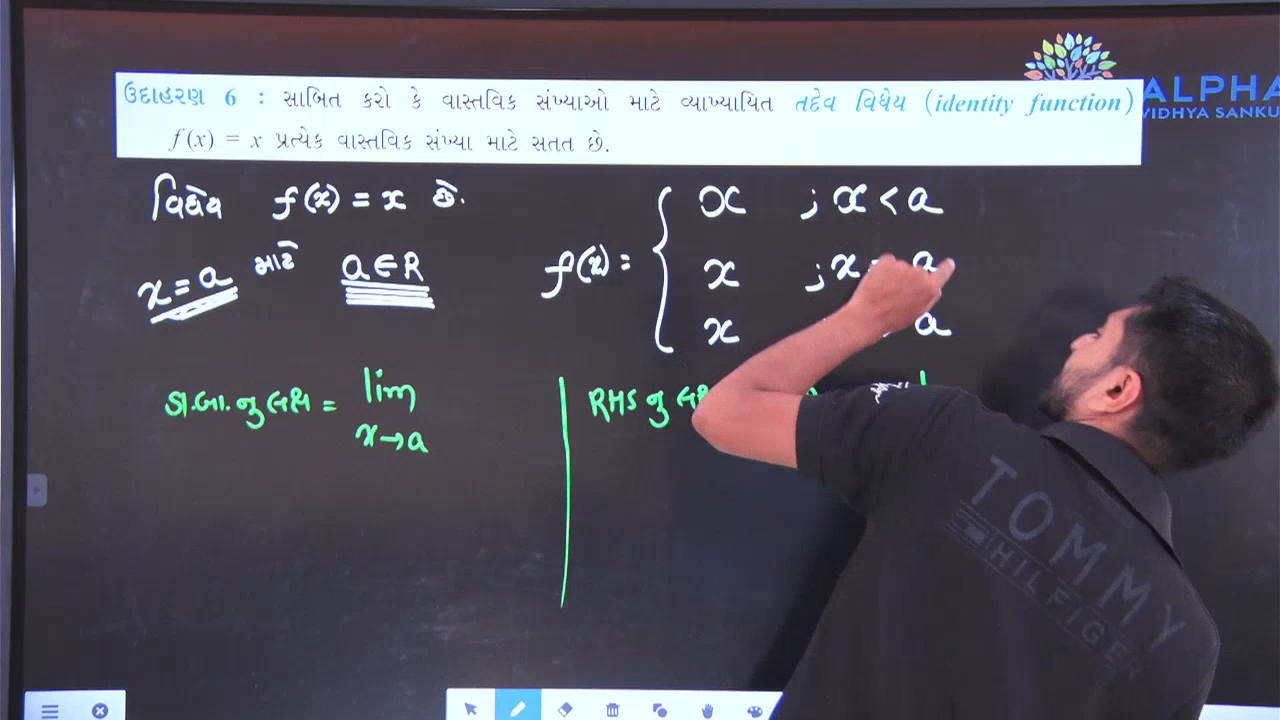 ALPHA
VIDHYA SANKU
ઉદાહરણ 6 : સાબિત કરો કે વાસ્તવિક સંખ્યાઓ માટે વ્યાખ્યાયિત તદેવ વિધેય (identity function)
f(x) = x પ્રત્યેક વાસ્તવિક સંખ્યા માટે સતત છે.
વિધેય f(x) = x છે.
x = a માટે a ∈ R
f(x) =
x ; x < a
x ; x = a
x a
ડા.બા.નુ લક્ષ = lim
x → a
RHS નુ
TOMMY
HILFIGER